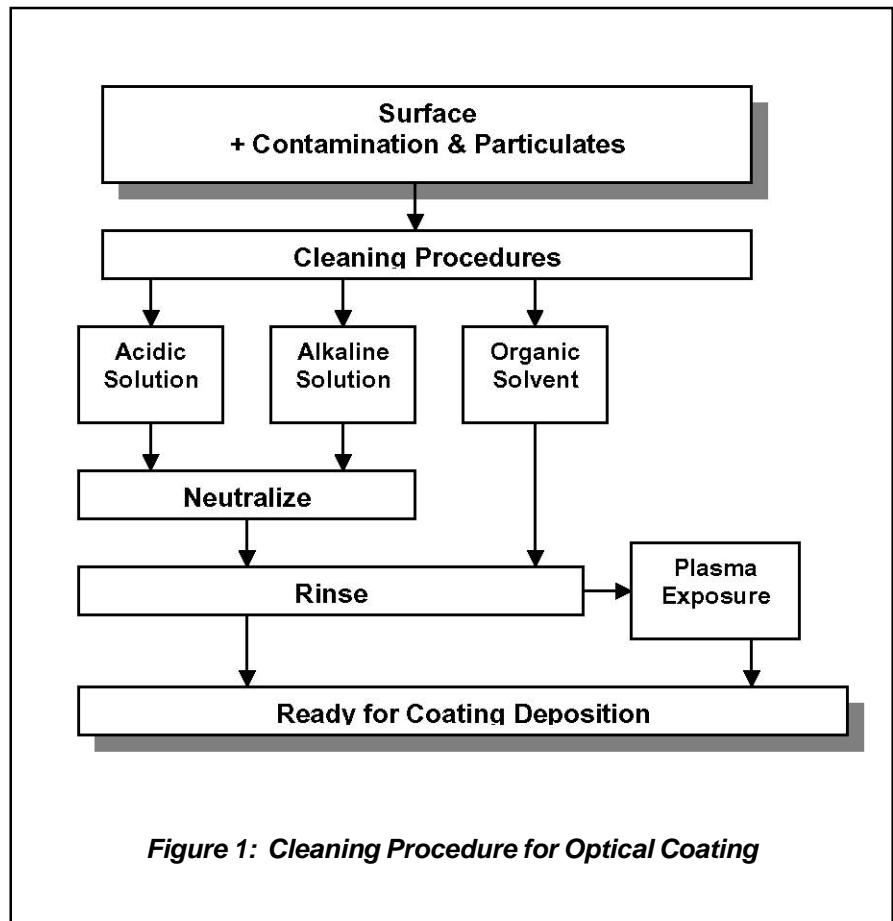 Surface
+ Contamination & Particulates
Cleaning Procedures
Acidic
Solution
Alkaline
Solution
Organic
Solvent
Neutralize
Rinse
Plasma
Exposure
Ready for Coating Deposition
Figure 1: Cleaning Procedure for Optical Coating